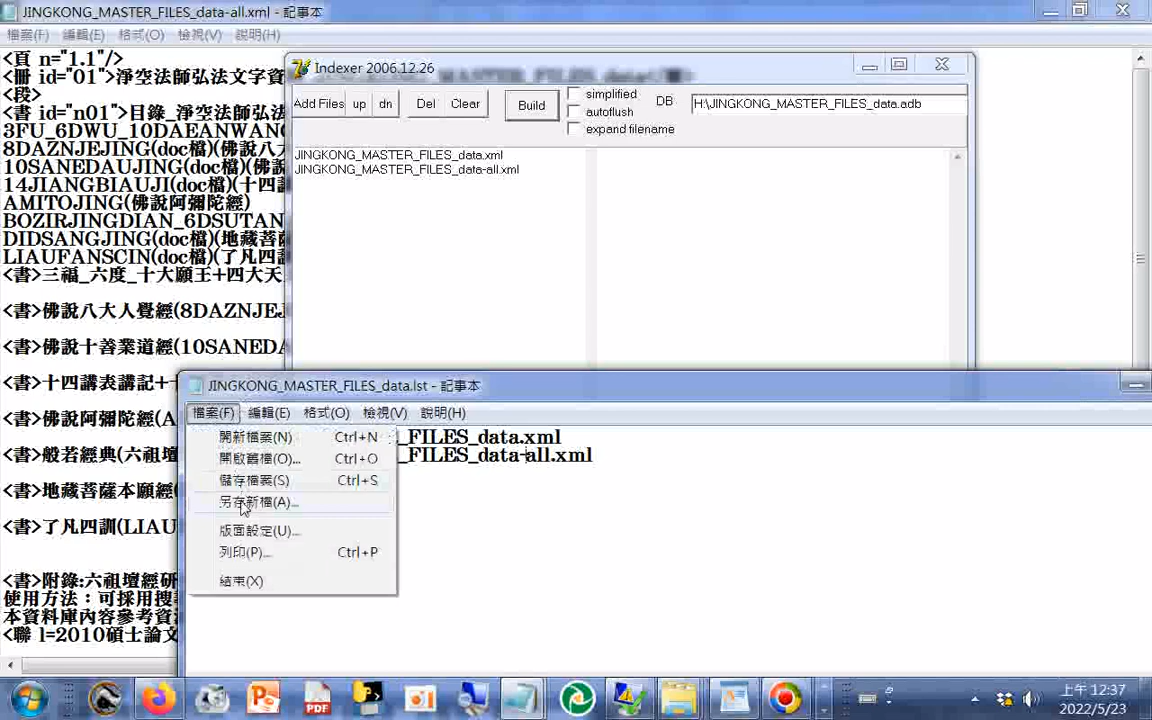 JINGKONG_MASTER_FILES_data-all.xml - 記事本
檔案(F) 編輯(E) 格式(O) 檢視(V) 說明(H)
<頁 n="1.1"/>
<冊 id="01">淨空法師弘法文字資
<段>
<書 id="n01">目錄_淨空法師弘法
3FU_6DWU_10DAEANWANG
8DAZNJEJING(doc檔)(佛說八
10SANEDAUJING(doc檔)(佛說
14JIANGBIAUJI(doc檔)(十四講
AMITOJING(佛說阿彌陀經)
BOZIRJINGDIAN_6DSUTAN
DIDSANGJING(doc檔)(地藏菩薩
LIAUFANSCIN(doc檔)(了凡四訓
<書>三福_六度_十大願王+四大天
<書>佛說八大人覺經(8DAZNJEJ
<書>佛說十善業道經(10SANEDA
<書>十四講表講記+十
<書>佛說阿彌陀經(A
<書>般若經典(六祖壇
<書>地藏菩薩本願經(
<書>了凡四訓(LIAU
<書>附錄:六祖壇經研
使用方法：可採用搜
本資料庫內容參考資
<聯 l=2010碩士論文
Indexer 2006.12.26
Add Files up dn Del Clear Build
simplified
autoflush
expand filename
DB H:\JINGKONG_MASTER_FILES_data.adb
JINGKONG_MASTER_FILES_data.xml
JINGKONG_MASTER_FILES_data-all.xml
JINGKONG_MASTER_FILES_data.lst - 記事本
檔案(F) 編輯(E) 格式(O) 檢視(V) 說明(H)
_FILES_data.xml
_FILES_data-all.xml
開新檔案(N) Ctrl+N
開啟舊檔(O)... Ctrl+O
儲存檔案(S) Ctrl+S
另存新檔(A)...
版面設定(U)...
列印(P)... Ctrl+P
結束(X)
PDF
上午 12:37
2022/5/23